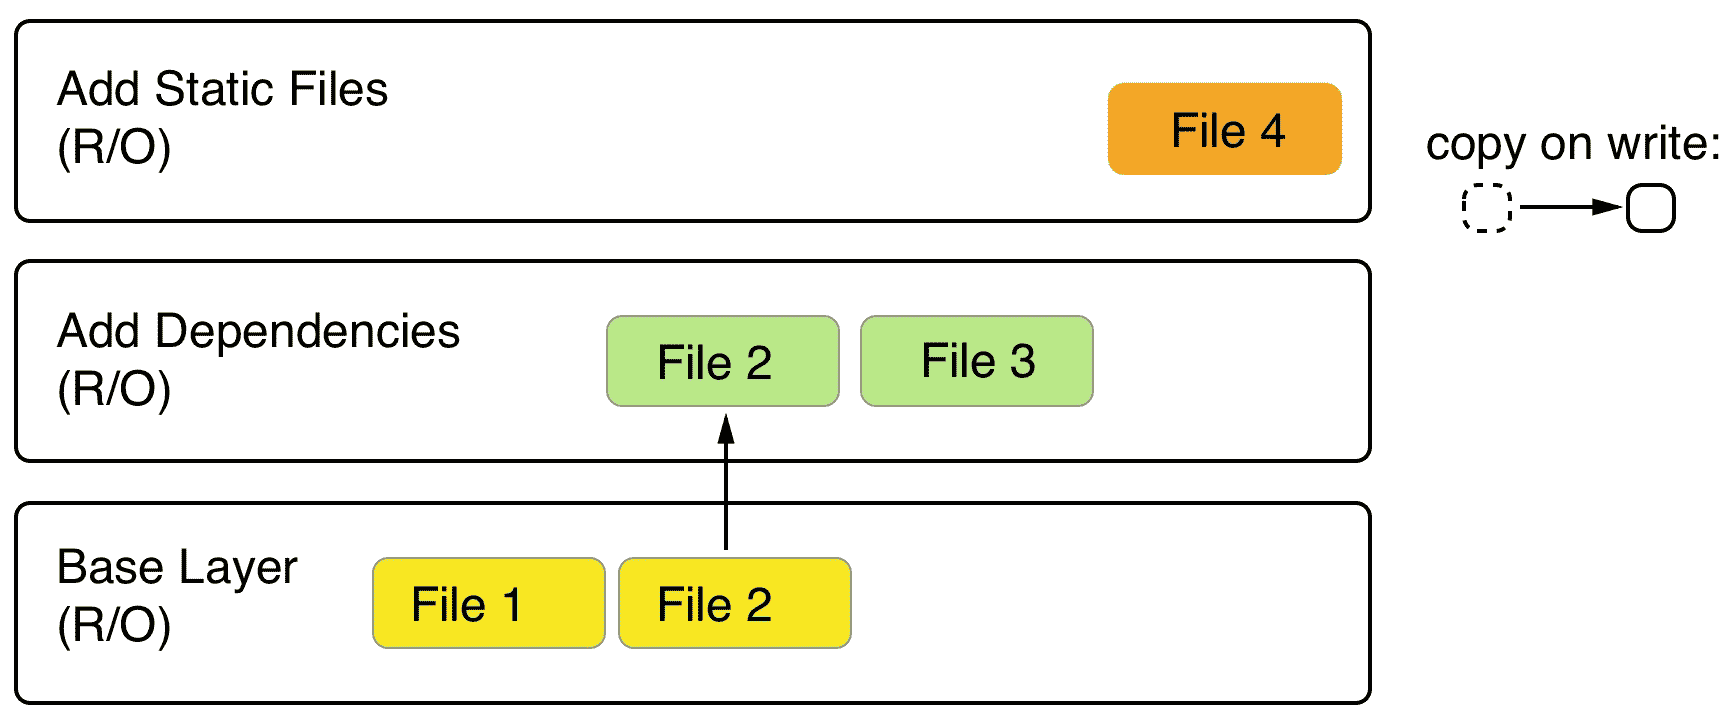 Add Static Files
(R/O)
File 4
copy on write:
Add Dependencies
(R/O)
File 2
File 3
Base Layer
(R/O)
File 1
File 2